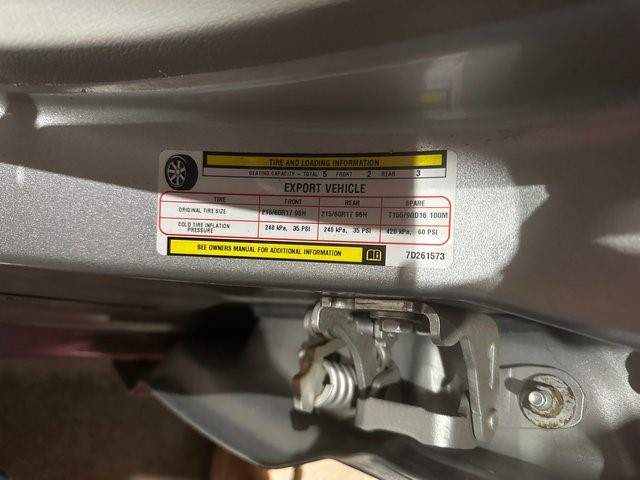 TIRE AND LOADING INFORMATION
SEATING CAPACITY - TOTAL 5 FRONT 2 REAR 3
EXPORT VEHICLE
TIRE FRONT REAR SPARE
ORIGINAL TIRE SIZE 215/60R17 96H 215/60R17 96H T155/90D16 100M
COLD TIRE INFLATION PRESSURE 240 kPa, 35 PSI 240 kPa, 35 PSI 420 kPa, 60 PSI
SEE OWNERS MANUAL FOR ADDITIONAL INFORMATION 7D261573